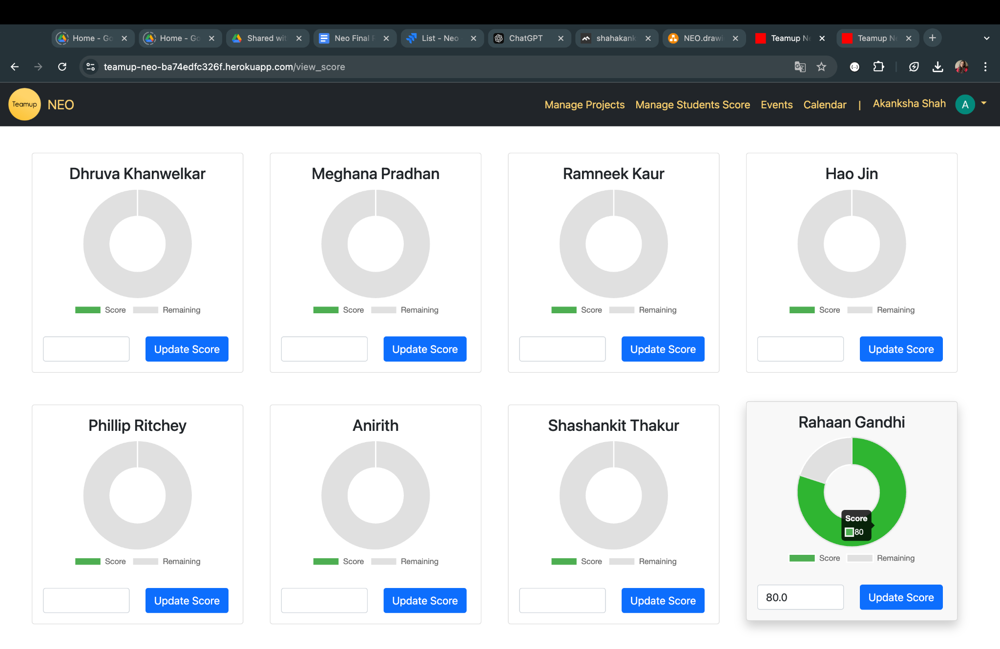 Home - Go
Home - Go
Shared wit
Neo Final
List - Neo
ChatGPT
shahakank
NEO.drawi
Teamup Ne
Teamup Ne
teamup-neo-ba74edfc326f.herokuapp.com/view_score
Teamup NEO
Manage Projects Manage Students Score Events Calendar | Akanksha Shah A
Dhruva Khanwelkar
Score Remaining
Update Score
Meghana Pradhan
Score Remaining
Update Score
Ramneek Kaur
Score Remaining
Update Score
Hao Jin
Score Remaining
Update Score
Phillip Ritchey
Score Remaining
Update Score
Anirith
Score Remaining
Update Score
Shashankit Thakur
Score Remaining
Update Score
Rahaan Gandhi
Score
80
Score Remaining
80.0 Update Score